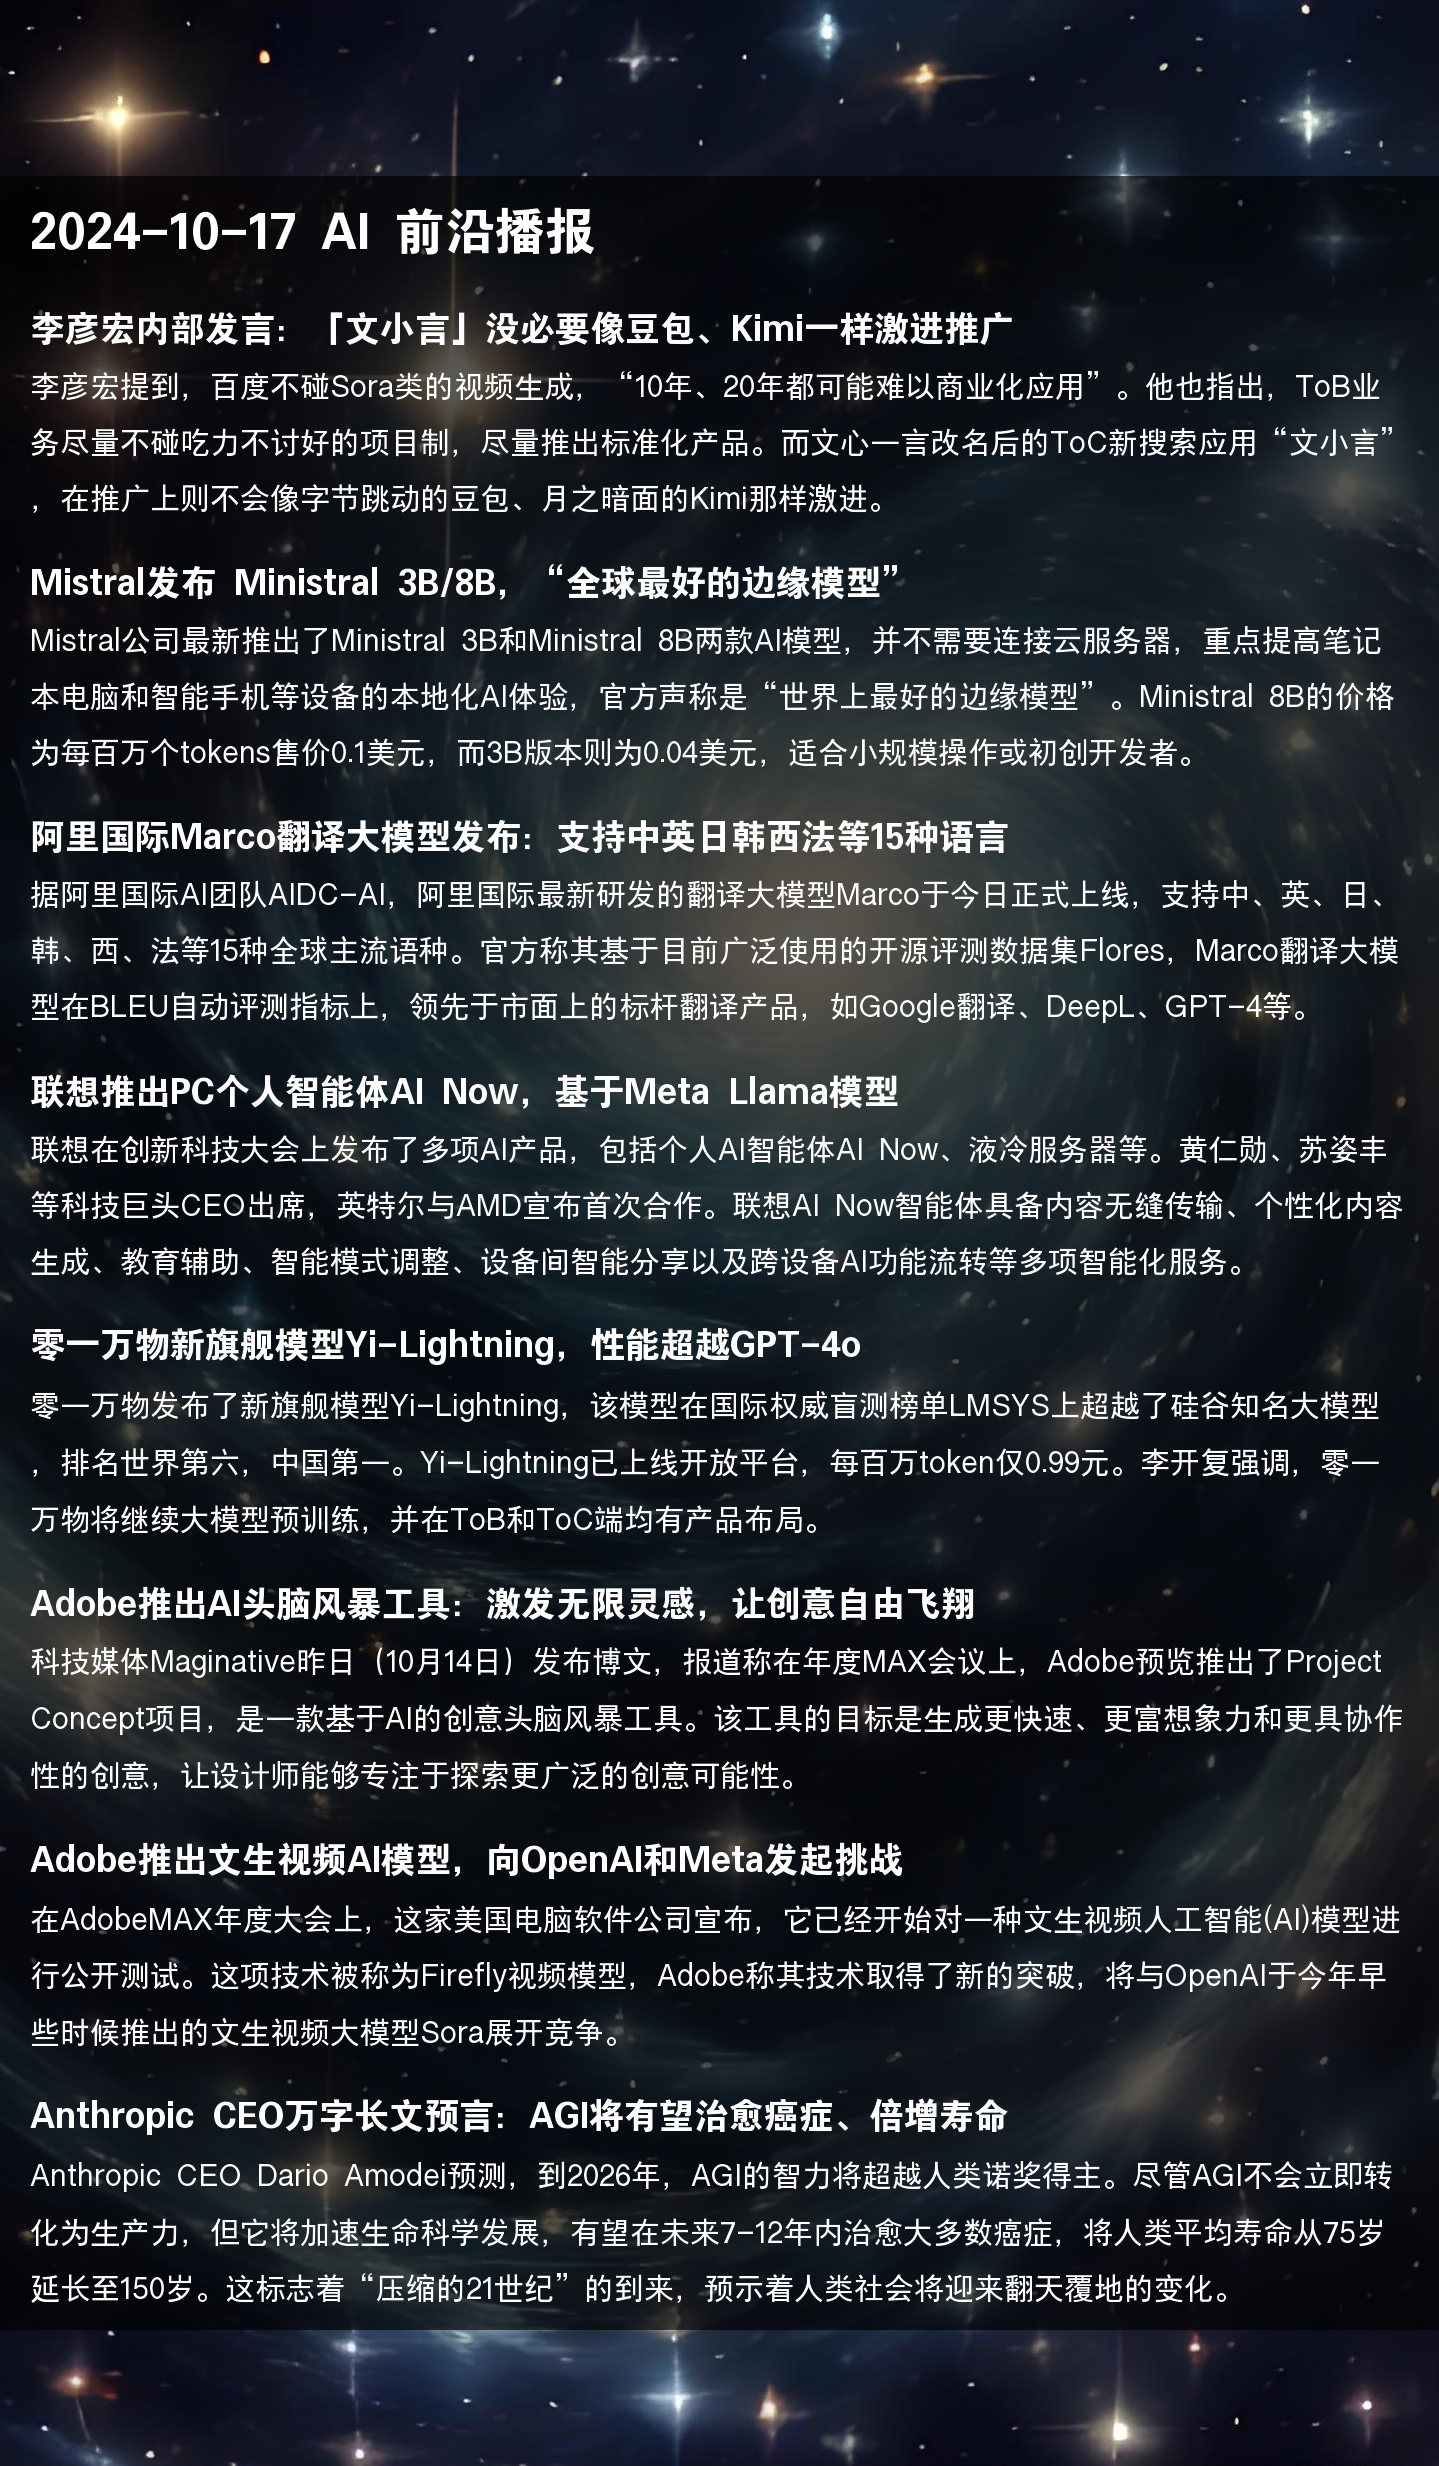 2024-10-17 AI 前沿播报
李彦宏内部发言：「文小言」没必要像豆包、Kimi一样激进推广
李彦宏提到，百度不碰Sora类的视频生成，“10年、20年都可能难以商业化应用”。他也指出，ToB业
务尽量不碰吃力不讨好的项目制，尽量推出标准化产品。而文心一言改名后的ToC新搜索应用“文小言”
，在推广上则不会像字节跳动的豆包、月之暗面的Kimi那样激进。
Mistral发布 Ministral 3B/8B，“全球最好的边缘模型”
Mistral公司最新推出了Ministral 3B和Ministral 8B两款AI模型，并不需要连接云服务器，重点提高笔记
本电脑和智能手机等设备的本地化AI体验，官方声称是“世界上最好的边缘模型”。Ministral 8B的价格
为每百万个tokens售价0.1美元，而3B版本则为0.04美元，适合小规模操作或初创开发者。
阿里国际Marco翻译大模型发布：支持中英日韩西法等15种语言
据阿里国际AI团队AIDC-AI，阿里国际最新研发的翻译大模型Marco于今日正式上线，支持中、英、日、
韩、西、法等15种全球主流语种。官方称其基于目前广泛使用的开源评测数据集Flores，Marco翻译大模
型在BLEU自动评测指标上，领先于市面上的标杆翻译产品，如Google翻译、DeepL、GPT-4等。
联想推出PC个人智能体AI Now，基于Meta Llama模型
联想在创新科技大会上发布了多项AI产品，包括个人AI智能体AI Now、液冷服务器等。黄仁勋、苏姿丰
等科技巨头CEO出席，英特尔与AMD宣布首次合作。联想AI Now智能体具备内容无缝传输、个性化内容
生成、教育辅助、智能模式调整、设备间智能分享以及跨设备AI功能流转等多项智能化服务。
零一万物新旗舰模型Yi-Lightning，性能超越GPT-4o
零一万物发布了新旗舰模型Yi-Lightning，该模型在国际权威盲测榜单LMSYS上超越了硅谷知名大模型
，排名世界第六，中国第一。Yi-Lightning已上线开放平台，每百万token仅0.99元。李开复强调，零一
万物将继续大模型预训练，并在ToB和ToC端均有产品布局。
Adobe推出AI头脑风暴工具：激发无限灵感，让创意自由飞翔
科技媒体Maginative昨日（10月14日）发布博文，报道称在年度MAX会议上，Adobe预览推出了Project
Concept项目，是一款基于AI的创意头脑风暴工具。该工具的目标是生成更快速、更富想象力和更具协作
性的创意，让设计师能够专注于探索更广泛的创意可能性。
Adobe推出文生视频AI模型，向OpenAI和Meta发起挑战
在AdobeMAX年度大会上，这家美国电脑软件公司宣布，它已经开始对一种文生视频人工智能(AI)模型进
行公开测试。这项技术被称为Firefly视频模型，Adobe称其技术取得了新的突破，将与OpenAI于今年早
些时候推出的文生视频大模型Sora展开竞争。
Anthropic CEO万字长文预言：AGI将有望治愈癌症、倍增寿命
Anthropic CEO Dario Amodei预测，到2026年，AGI的智力将超越人类诺奖得主。尽管AGI不会立即转
化为生产力，但它将加速生命科学发展，有望在未来7-12年内治愈大多数癌症，将人类平均寿命从75岁
延长至150岁。这标志着“压缩的21世纪”的到来，预示着人类社会将迎来翻天覆地的变化。